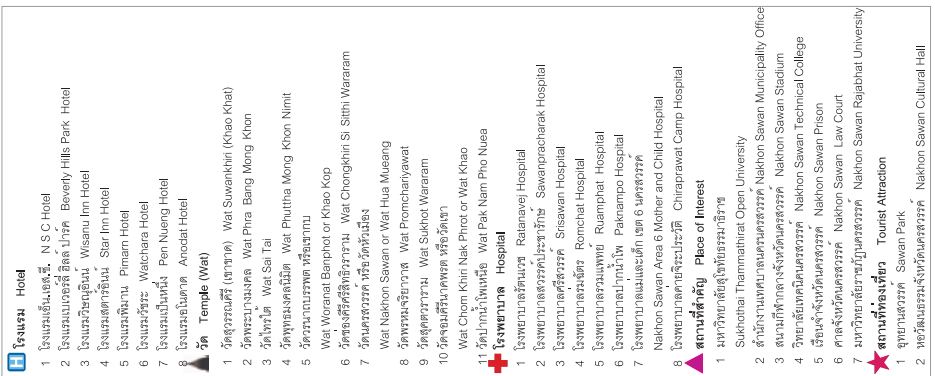 H โรงแรม Hotel
1 โรงแรมเอ็นเอสซี. N S C Hotel
2 โรงแรมเบเวอร์ลี่ ฮิลล์ ปาร์ค Beverly Hills Park Hotel
3 โรงแรมวิษณุอินน์ Wisanu Inn Hotel
4 โรงแรมสตาร์อินน์ Star Inn Hotel
5 โรงแรมพิมาน Pimarn Hotel
6 โรงแรมวัชระ Watchara Hotel
7 โรงแรมเป็นหนึ่ง Pen Nueng Hotel
8 โรงแรมอโนดาต Anodat Hotel
วัด Temple (Wat)
1 วัดสุวรรณคีรี (เขาขาด) Wat Suwankhiri (Khao Khat)
2 วัดพระบางมงคล Wat Phra Bang Mong Khon
3 วัดไทรใต้ Wat Sai Tai
4 วัดพุทธมงคลนิมิต Wat Phuttha Mong Khon Nimit
5 วัดวรนาถบรรพต หรือเขากบ
Wat Woranat Banphot or Khao Kop
6 วัดช่องคีรีศรีสิทธิวราราม Wat Chongkhiri Si Sitthi Wararam
7 วัดนครสวรรค์ หรือวัดหัวเมือง
Wat Nakhon Sawan or Wat Hua Mueang
8 วัดพรหมจริยาวาส Wat Promchariyawat
9 วัดสุคตวราราม Wat Sukhot Wararam
10 วัดจอมคีรีนาคพรต หรือวัดเขา
Wat Chom Khiri Nak Phrot or Wat Khao
11 วัดปากน้ำโพเหนือ Wat Pak Nam Pho Nuea
โรงพยาบาล Hospital
1 โรงพยาบาลรัตนเวช Ratanavej Hospital
2 โรงพยาบาลสวรรค์ประชารักษ์ Sawanpracharak Hospital
3 โรงพยาบาลศรีสวรรค์ Srisawan Hospital
4 โรงพยาบาลร่มฉัตร Romchat Hospital
5 โรงพยาบาลรวมแพทย์ Ruamphat Hospital
6 โรงพยาบาลปากน้ำโพ Paknampo Hospital
7 โรงพยาบาลแม่และเด็ก เขต 6 นครสวรรค์
Nakhon Sawan Area 6 Mother and Child Hospital
8 โรงพยาบาลค่ายจิรประวัติ Chiraprawat Camp Hospital
สถานที่สำคัญ Place of Interest
1 มหาวิทยาลัยสุโขทัยธรรมาธิราช
Sukhothai Thammathirat Open University
2 สำนักงานเทศบาลนครนครสวรรค์ Nakhon Sawan Municipality Office
3 สนามกีฬากลางจังหวัดนครสวรรค์ Nakhon Sawan Stadium
4 วิทยาลัยเทคนิคนครสวรรค์ Nakhon Sawan Technical College
5 เรือนจำจังหวัดนครสวรรค์ Nakhon Sawan Prison
6 ศาลจังหวัดนครสวรรค์ Nakhon Sawan Law Court
7 มหาวิทยาลัยราชภัฏนครสวรรค์ Nakhon Sawan Rajabhat University
สถานที่ท่องเที่ยว Tourist Attraction
1 อุทยานสวรรค์ Sawan Park
2 หอวัฒนธรรมจังหวัดนครสวรรค์ Nakhon Sawan Cultural Hall